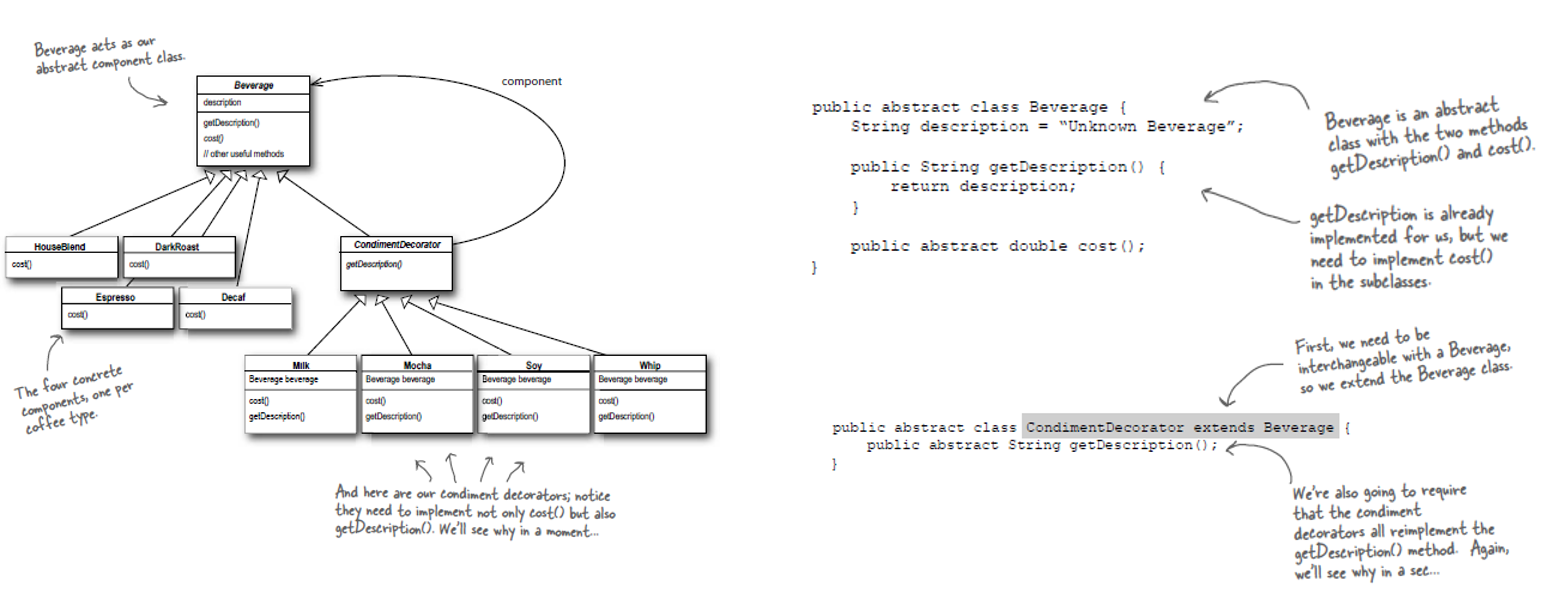 Beverage acts as our
abstract component class.
component
Beverage
description
getDescription()
cost()
// other useful methods
HouseBlend
cost()
DarkRoast
cost()
CondimentDecorator
getDescription()
Espresso
cost()
Decaf
cost()
The four concrete
components, one per
coffee type.
Milk
Beverage beverage
cost()
getDescription()
Mocha
Beverage beverage
cost()
getDescription()
Soy
Beverage beverage
cost()
getDescription()
Whip
Beverage beverage
cost()
getDescription()
And here are our condiment decorators; notice
they need to implement not only cost() but also
getDescription(). We'll see why in a moment...
public abstract class Beverage {
String description = “Unknown Beverage”;
public String getDescription() {
return description;
}
public abstract double cost();
}
Beverage is an abstract
class with the two methods
getDescription() and cost().
getDescription is already
implemented for us, but we
need to implement cost()
in the subclasses.
First, we need to be
interchangeable with a Beverage,
so we extend the Beverage class.
public abstract class CondimentDecorator extends Beverage {
public abstract String getDescription();
}
We're also going to require
that the condiment
decorators all reimplement the
getDescription() method. Again,
we'll see why in a sec...